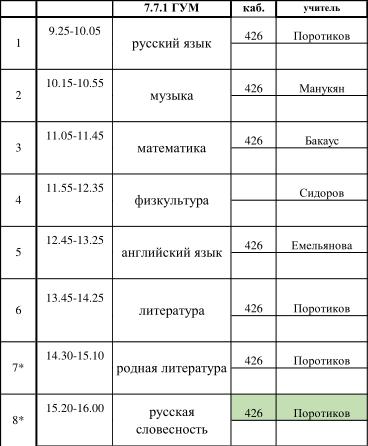 7.7.1 ГУМ каб. учитель
1 9.25-10.05 русский язык 426 Поротиков
2 10.15-10.55 музыка 426 Манукян
3 11.05-11.45 математика 426 Бакаус
4 11.55-12.35 физкультура Сидоров
5 12.45-13.25 английский язык 426 Емельянова
6 13.45-14.25 литература 426 Поротиков
7* 14.30-15.10 родная литература 426 Поротиков
8* 15.20-16.00 русская 426 Поротиков
словесность